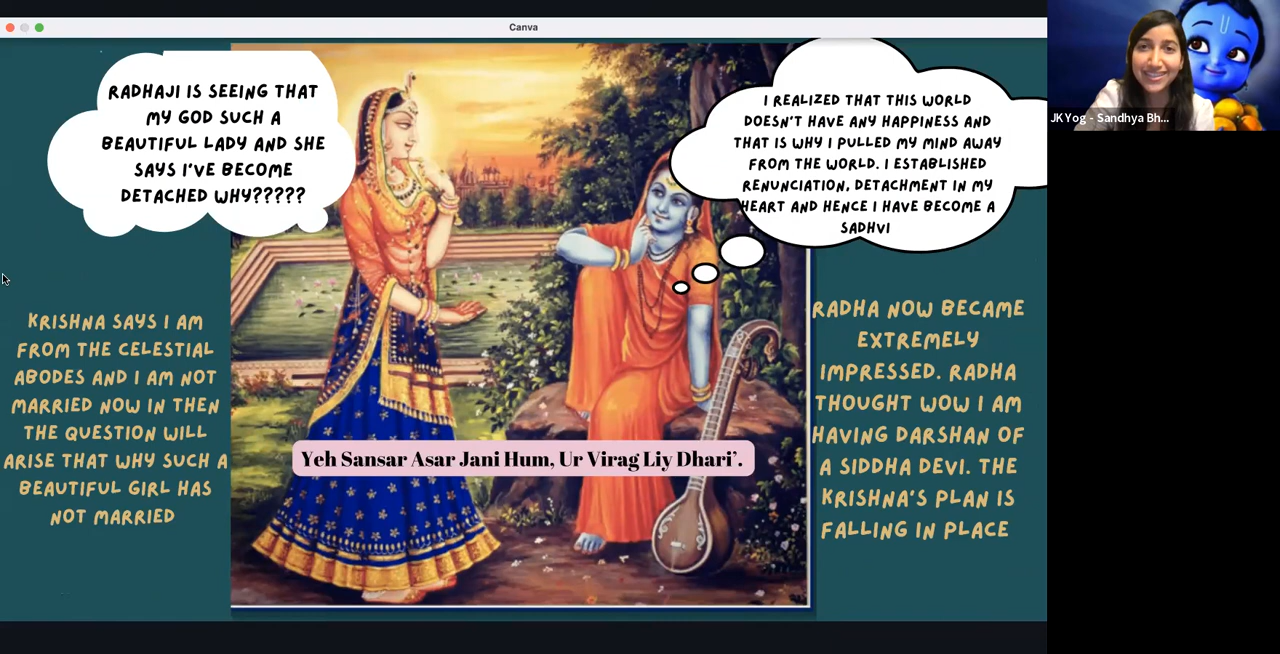 Canva
RADHAJI IS SEEING THAT
MY GOD SUCH A
BEAUTIFUL LADY AND SHE
SAYS I'VE BECOME
DETACHED WHY?????
I REALIZED THAT THIS WORLD
DOESN'T HAVE ANY HAPPINESS AND
THAT IS WHY I PULLED MY MIND AWAY
FROM THE WORLD. I ESTABLISHED
RENUNCIATION, DETACHMENT IN MY
HEART AND HENCE I HAVE BECOME A
SADHVI
JKYog - Sandhya Bh...
KRISHNA SAYS I AM
FROM THE CELESTIAL
ABODES AND I AM NOT
MARRIED NOW IN THEN
THE QUESTION WILL
ARISE THAT WHY SUCH A
BEAUTIFUL GIRL HAS
NOT MARRIED
Yeh Sansar Asar Jani Hum, Ur Virag Liy Dhari’.
RADHA NOW BECAME
EXTREMELY
IMPRESSED. RADHA
THOUGHT WOW I AM
HAVING DARSHAN OF
A SIDDHA DEVI. THE
KRISHNA'S PLAN IS
FALLING IN PLACE